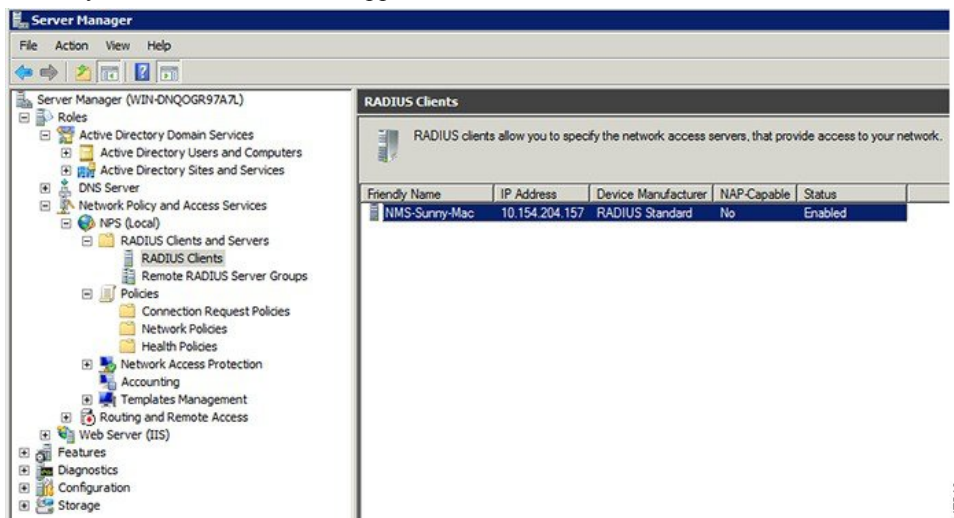 Server Manager
File Action View Help
Server Manager (WIN-DNQOGR97A7L)
Roles
Active Directory Domain Services
Active Directory Users and Computers
Active Directory Sites and Services
DNS Server
Network Policy and Access Services
NPS (Local)
RADIUS Clients and Servers
RADIUS Clients
Remote RADIUS Server Groups
Policies
Connection Request Policies
Network Policies
Health Policies
Network Access Protection
Accounting
Templates Management
Routing and Remote Access
Web Server (IIS)
Features
Diagnostics
Configuration
Storage
RADIUS Clients
RADIUS clients allow you to specify the network access servers, that provide access to your network.
Friendly Name IP Address Device Manufacturer NAP-Capable Status
NMS-Sunny-Mac 10.154.204.157 RADIUS Standard No Enabled